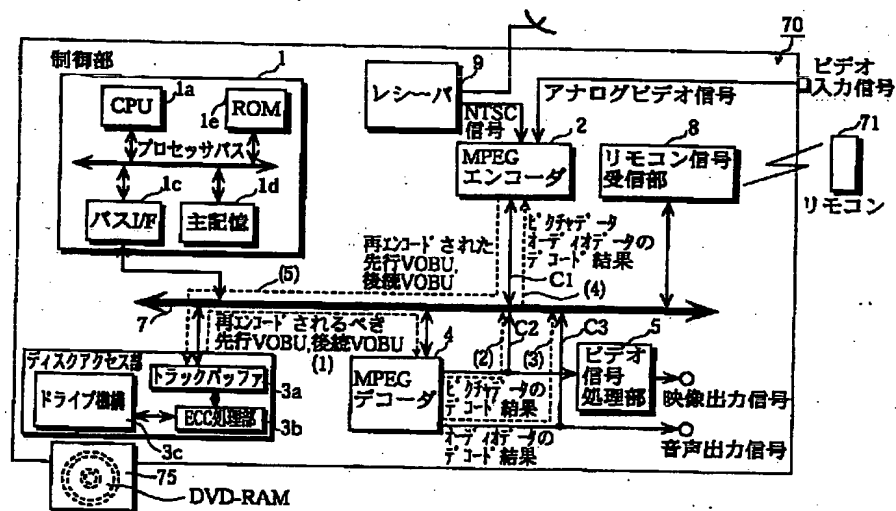 70
制御部
1
9
ビデオ
入力信号
CPU
1a
1e
ROM
レシーバ
アナログビデオ信号
NTSC
信号
2
8
71
プロセッサバス
MPEG
エンコーダ
リモコン信号
受信部
リモコン
1c
1d
バスI/F
主記憶
再エンコードされた
先行VOBU,
後続VOBU
ピクチャデータ
オーディオデータの
デコード結果
C1
(5)
(4)
7
再エンコードされるべき
先行VOBU,後続VOBU
(1)
4
(2)
C2
(3)
C3
5
ディスクアクセス部
トラックバッファ
3a
MPEG
デコーダ
ビデオ
信号
処理部
ピクチャデータの
デコード結果
映像出力信号
ドライブ機構
ECC処理部
3b
3c
オーディオデータの
デコード結果
音声出力信号
75
DVD-RAM